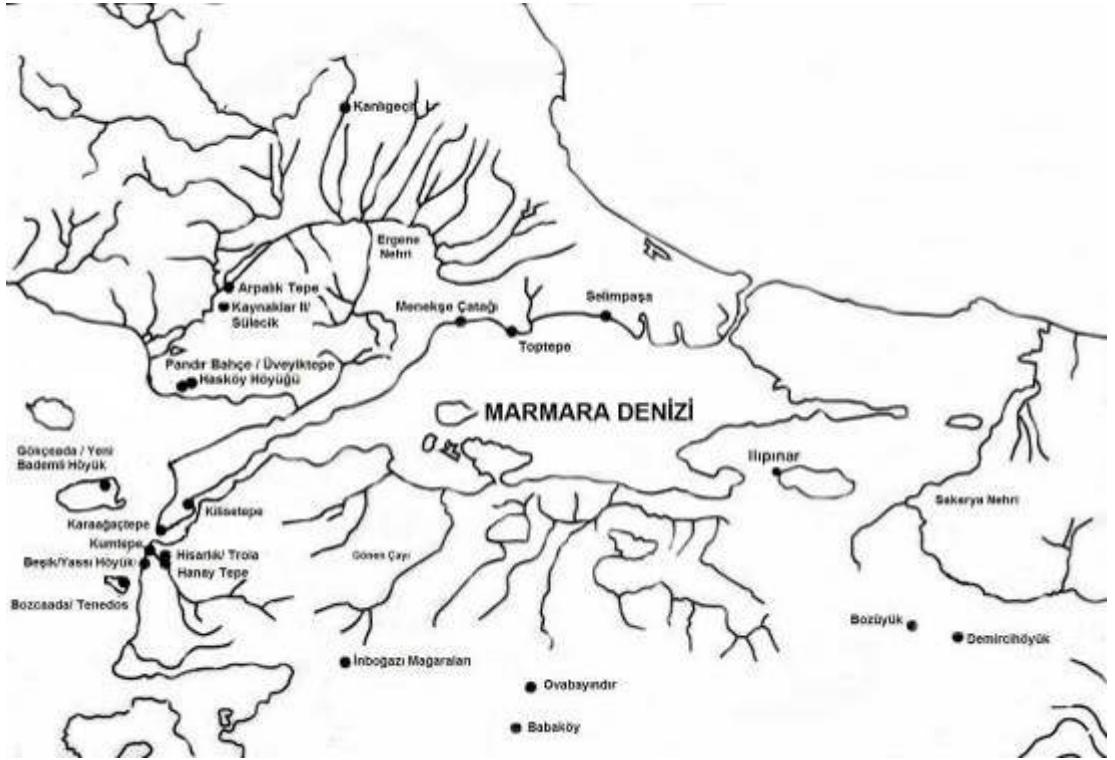 Kanlıgeçit
Ergene
Nehri
Arpalık Tepe
Kaynaklar II/
Sülecik
Menekşe Çatağı
Selimpaşa
Toptepe
Pandır Bahçe / Üveyiktepe
Hasköy Höyüğü
MARMARA DENİZİ
Gökçeada / Yeni
Bademli Höyük
Ilıpınar
Kilisetepe
Sakarya Nehri
Karaağaçtepe
Kumtepe
Hisarlık/ Troia
Gönen Çayı
Beşik/Yassı Höyük
Hanay Tepe
Bozcaada/ Tenedos
Bozüyük
Demircihöyük
İnboğazı Mağaraları
Ovabayındır
Babaköy